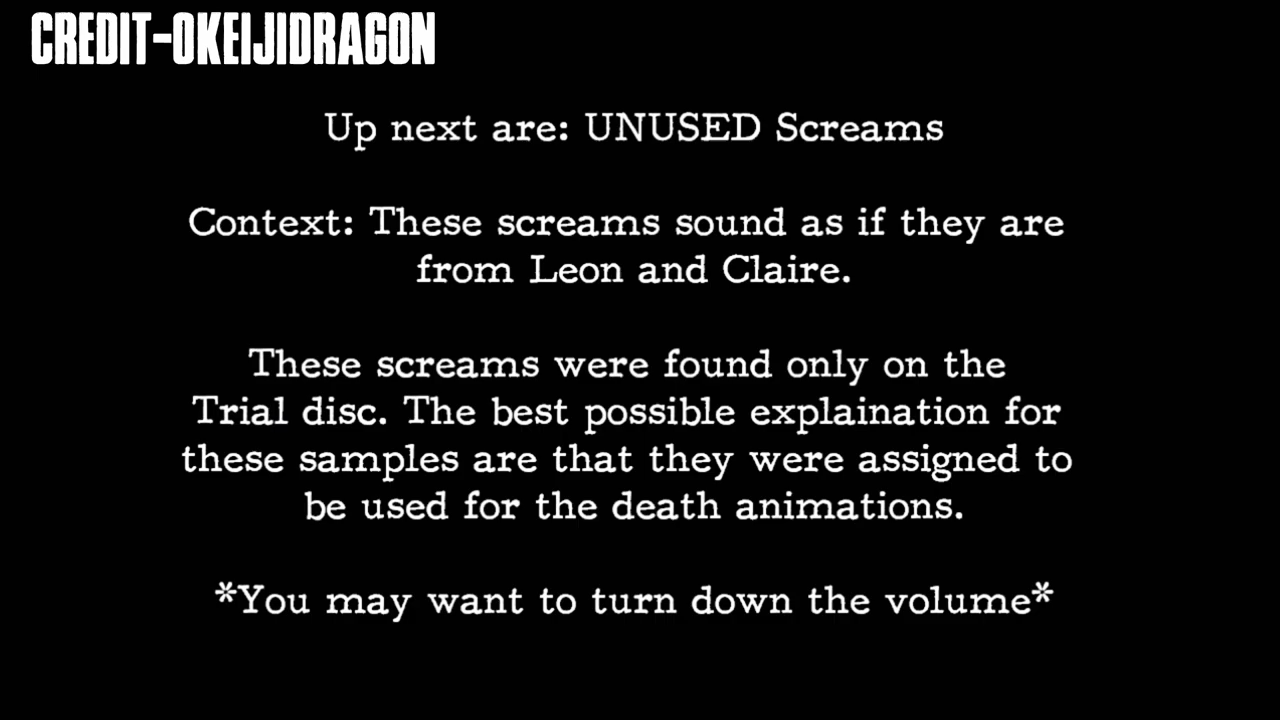 CREDIT-OKEIJIDRAGON
Up next are: UNUSED Screams
Context: These screams sound as if they are
from Leon and Claire.
These screams were found only on the
Trial disc. The best possible explaination for
these samples are that they were assigned to
be used for the death animations.
*You may want to turn down the volume*